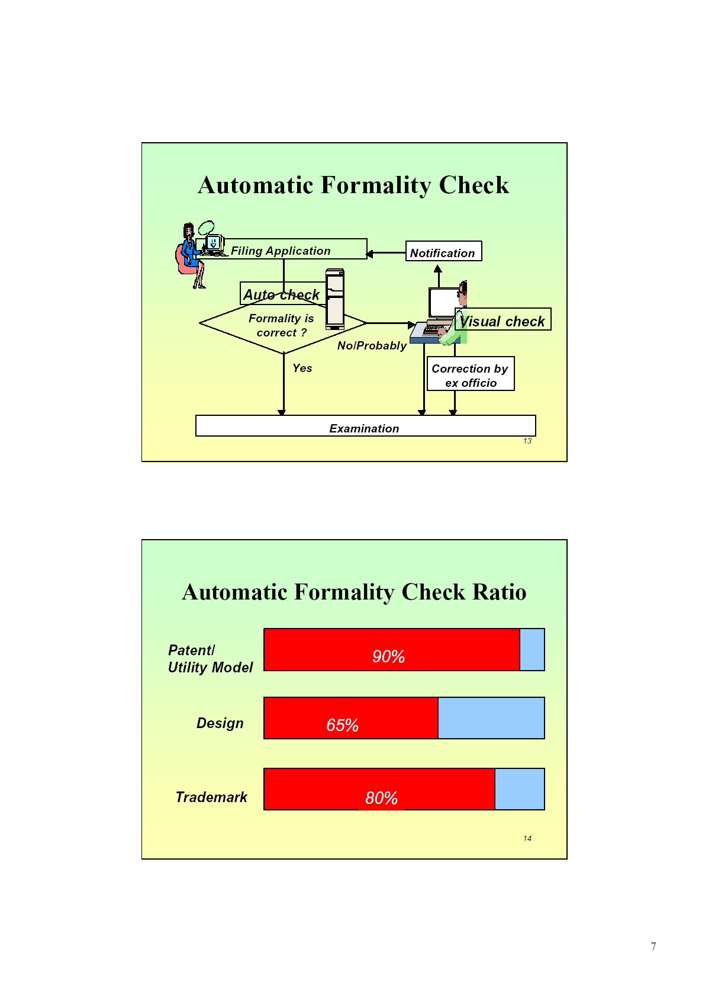 Automatic Formality Check
Filing Application
Notification
Auto check
Formality is
correct ?
Visual check
No/Probably
Yes
Correction by
ex officio
Examination
13
Automatic Formality Check Ratio
Patent/
Utility Model
90%
Design
65%
Trademark
80%
14
7